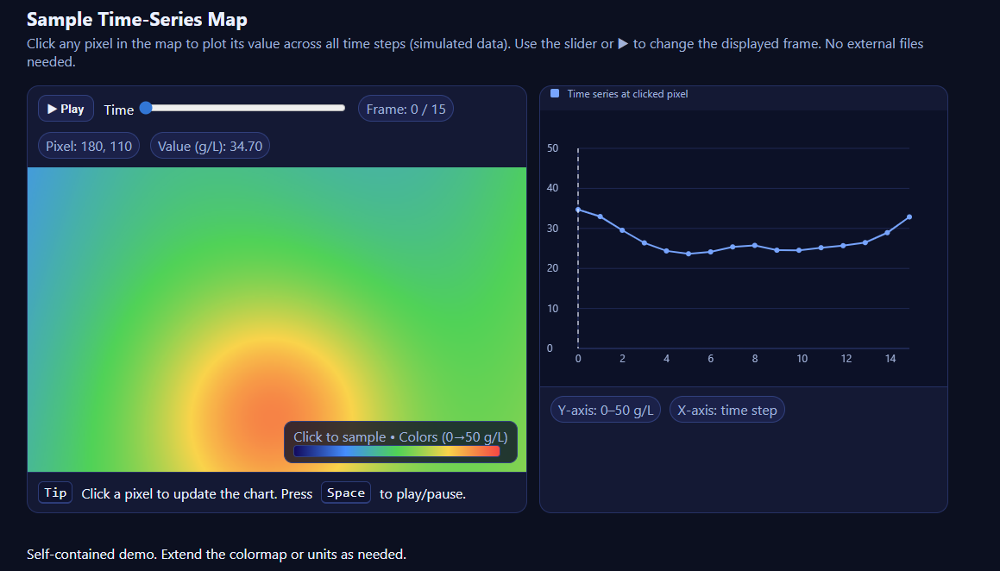 Sample Time-Series Map
Click any pixel in the map to plot its value across all time steps (simulated data). Use the slider or ▶ to change the displayed frame. No external files
needed.
▶ Play Time Frame: 0 / 15
Pixel: 180, 110 Value (g/L): 34.70
Click to sample • Colors (0→50 g/L)
Tip Click a pixel to update the chart. Press Space to play/pause.
Time series at clicked pixel
50
40
30
20
10
0
0 2 4 6 8 10 12 14
Y-axis: 0–50 g/L X-axis: time step
Self-contained demo. Extend the colormap or units as needed.